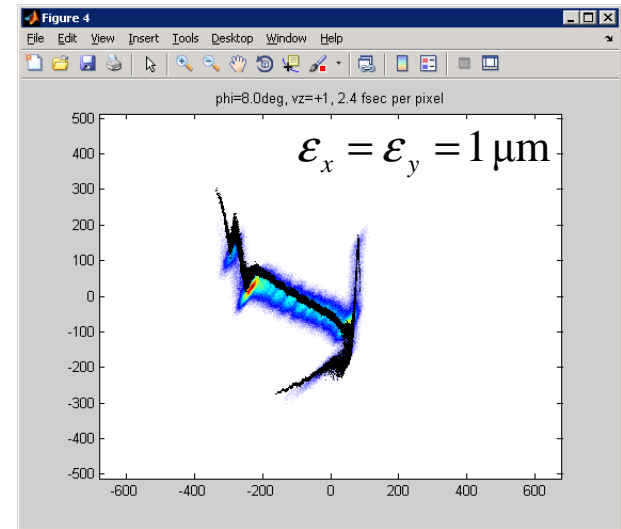 Figure 4
File Edit View Insert Tools Desktop Window Help
phi=8.0deg, vz=+1, 2.4 fsec per pixel
εx = εy = 1 μm
500
400
300
200
100
0
-100
-200
-300
-400
-500
-600 -400 -200 0 200 400 600